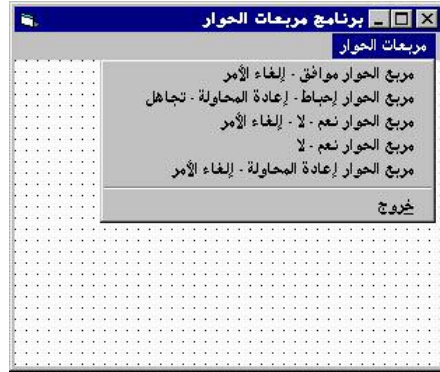 برنامج مربعات الحوار
مربعات الحوار
مربع الحوار موافق - إلغاء الأمر
مربع الحوار إحباط - إعادة المحاولة - تجاهل
مربع الحوار نعم - لا - إلغاء الأمر
مربع الحوار نعم - لا
مربع الحوار إعادة المحاولة - إلغاء الأمر
خروج